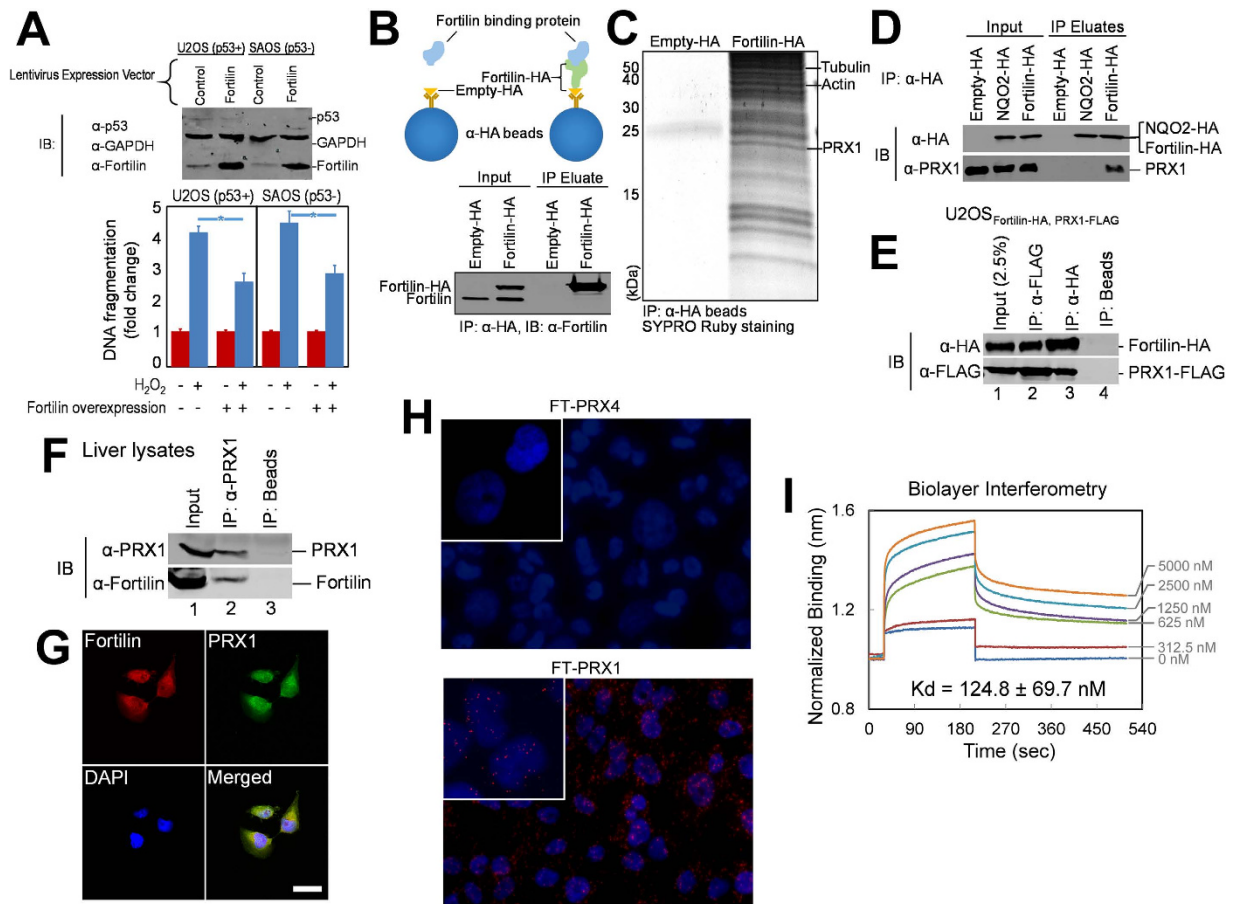 A
U2OS (p53+) SAOS (p53-)
Lentivirus Expression Vector
Control
Fortilin
Control
Fortilin
IB:
α-p53
α-GAPDH
α-Fortilin
p53
GAPDH
Fortilin
U2OS (p53+) SAOS (p53-)
DNA fragmentation
(fold change)
5
4
3
2
1
0
* *
H2O2 - + - + - + - +
Fortilin overexpression + + + +
B
Fortilin binding protein
Fortilin-HA
Empty-HA
α-HA beads
Input IP Eluate
Empty-HA
Fortilin-HA
Empty-HA
Fortilin-HA
Fortilin-HA
Fortilin
IP: α-HA, IB: α-Fortilin
C
Empty-HA Fortilin-HA
50
40
30
25
15
(kDa)
Tubulin
Actin
PRX1
IP: α-HA beads
SYPRO Ruby staining
D
Input IP Eluates
IP: α-HA
Empty-HA
NQO2-HA
Fortilin-HA
Empty-HA
NQO2-HA
Fortilin-HA
IB
α-HA
α-PRX1
NQO2-HA
Fortilin-HA
PRX1
U2OSFortilin-HA, PRX1-FLAG
E
Input (2.5%)
IP: α-FLAG
IP: α-HA
IP: Beads
IB
α-HA
α-FLAG
Fortilin-HA
PRX1-FLAG
1 2 3 4
F Liver lysates
Input
IP: α-PRX1
IP: Beads
IB
α-PRX1
α-Fortilin
PRX1
Fortilin
1 2 3
G
Fortilin PRX1
DAPI Merged
H
FT-PRX4
FT-PRX1
I
Biolayer Interferometry
Normalized Binding (nm)
1.6
1.4
1.2
1.0
0.8
5000 nM
2500 nM
1250 nM
625 nM
312.5 nM
0 nM
Kd = 124.8 ± 69.7 nM
0 90 180 270 360 450 540
Time (sec)